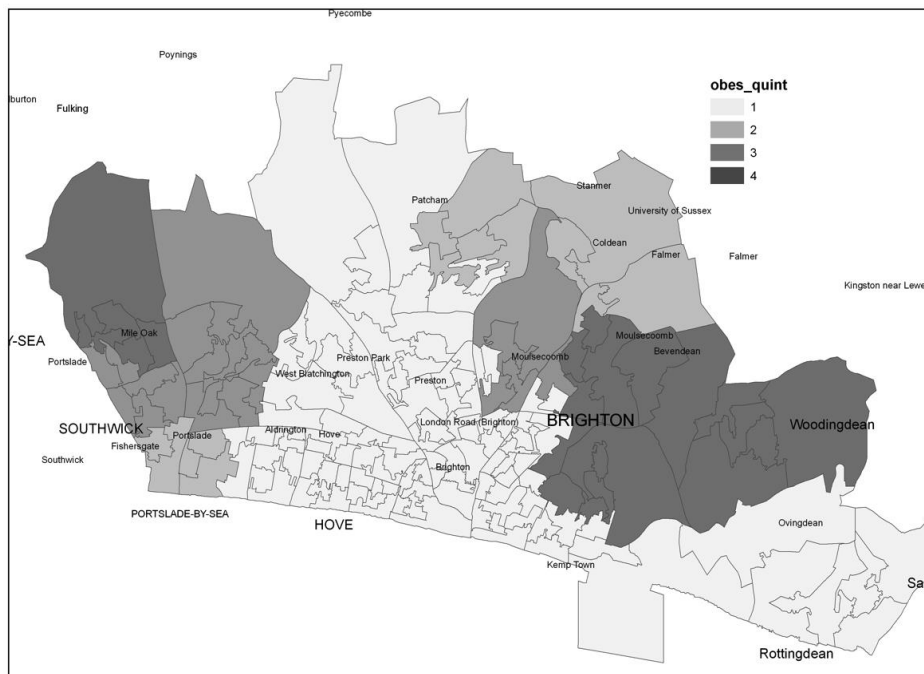 Pyecombe
Poynings
lburton
Fulking
obes_quint
1
2
3
4
Stanmer
Patcham
University of Sussex
Coldean
Falmer
Falmer
Kingston near Lewe
Y-SEA
Mile Oak
Moulsecoomb
Bevendean
Portslade
Preston Park
Moulsecoomb
West Blatchington
Preston
SOUTHWICK
Portslade
Aldrington
Hove
London Road (Brighton)
BRIGHTON
Woodingdean
Fishersgate
Southwick
Brighton
PORTSLADE-BY-SEA
HOVE
Ovingdean
Kemp Town
Sa
Rottingdean